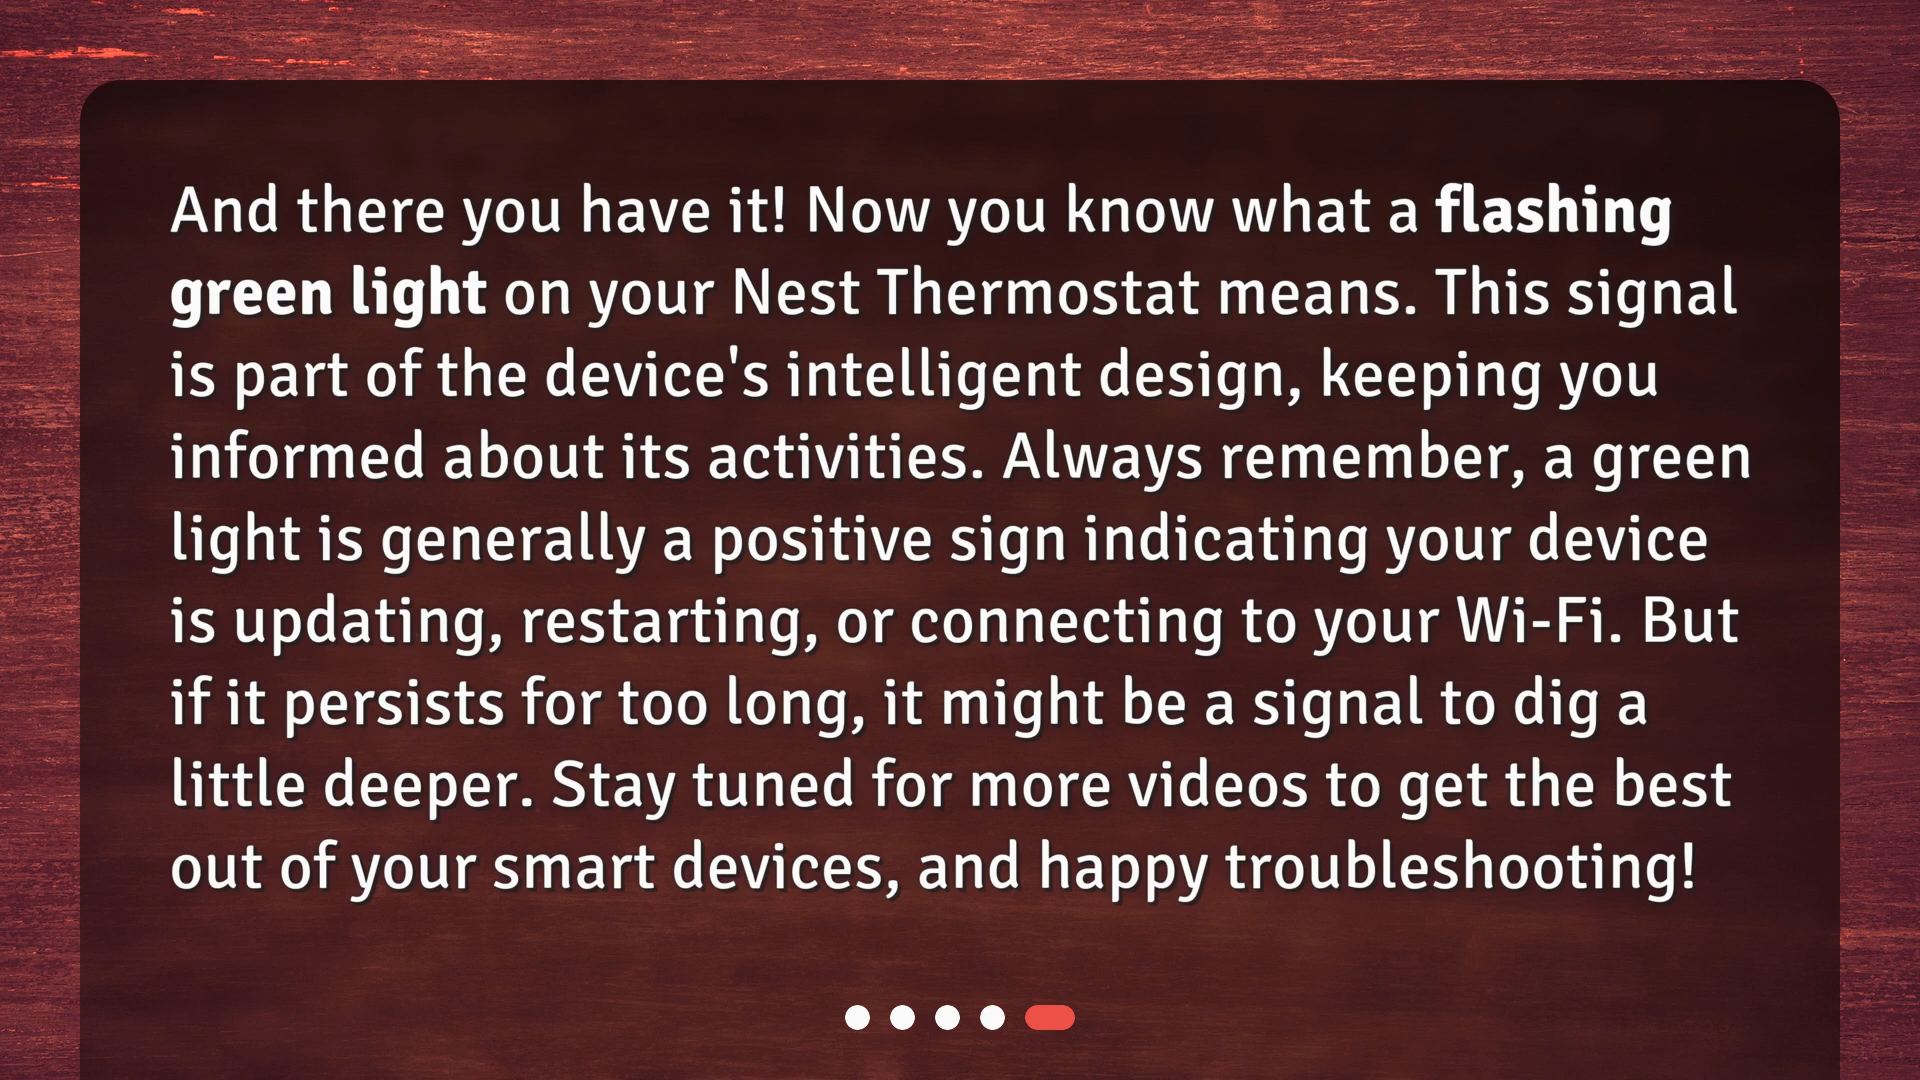 And there you have it! Now you know what a flashing
green light on your Nest Thermostat means. This signal
is part of the device's intelligent design, keeping you
informed about its activities. Always remember, a green
light is generally a positive sign indicating your device
is updating, restarting, or connecting to your Wi-Fi. But
if it persists for too long, it might be a signal to dig a
little deeper. Stay tuned for more videos to get the best
out of your smart devices, and happy troubleshooting!